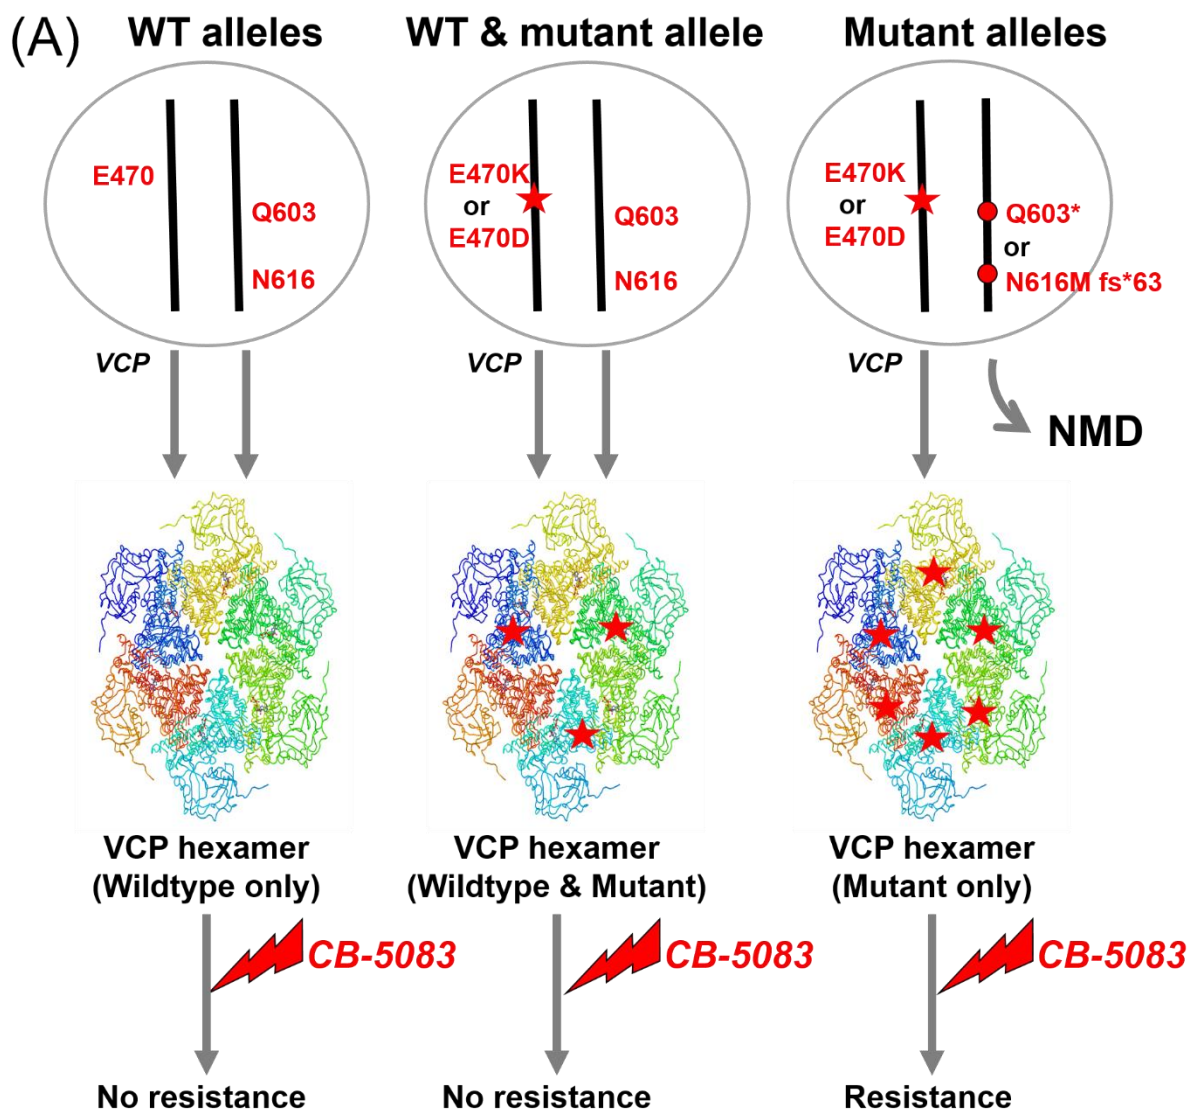 (A)
WT alleles
WT & mutant allele
Mutant alleles
E470
Q603
N616
E470K
or
E470D
Q603
N616
E470K
or
E470D
Q603*
or
N616M fs*63
VCP
VCP
VCP
NMD
VCP hexamer
(Wildtype only)
VCP hexamer
(Wildtype & Mutant)
VCP hexamer
(Mutant only)
CB-5083
CB-5083
CB-5083
No resistance
No resistance
Resistance